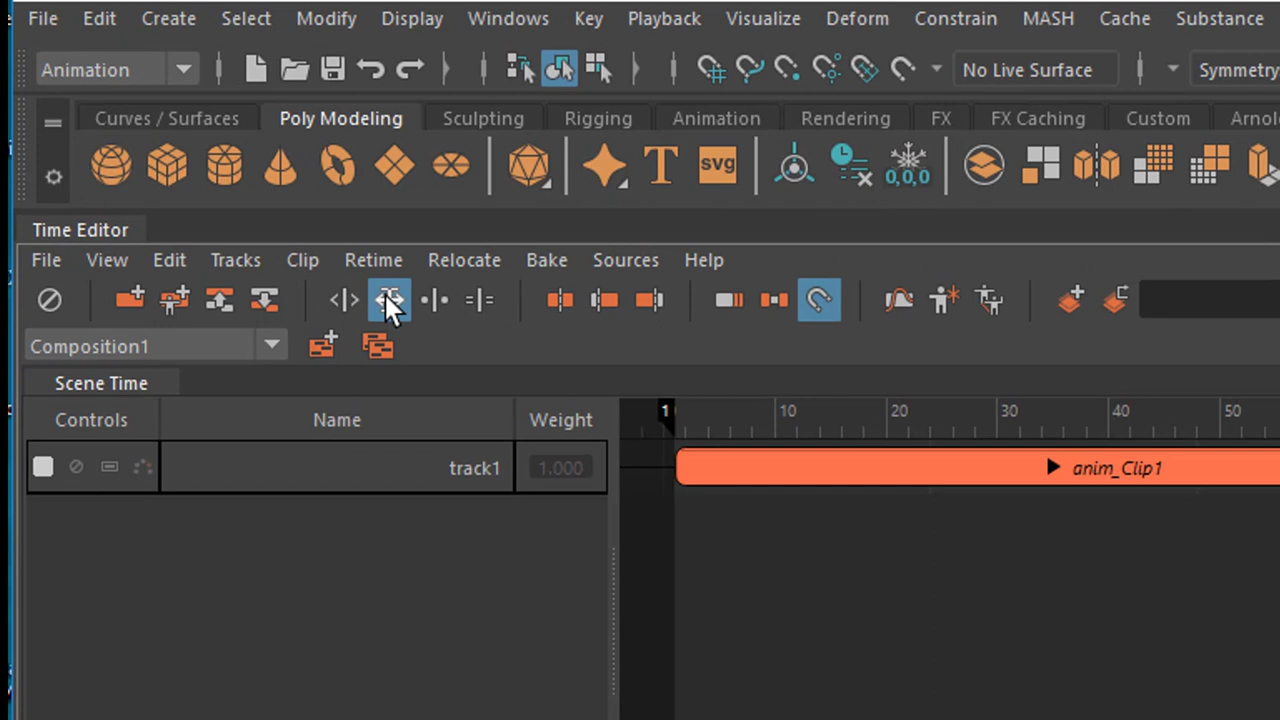 File Edit Create Select Modify Display Windows Key Playback Visualize Deform Constrain MASH Cache Substance
Animation No Live Surface Symmetry
Curves / Surfaces Poly Modeling Sculpting Rigging Animation Rendering FX FX Caching Custom Arnol
T svg 0,0,0
Time Editor
File View Edit Tracks Clip Retime Relocate Bake Sources Help
Composition1
Scene Time
Controls Name Weight 1 10 20 30 40 50
track1 1.000 anim_Clip1